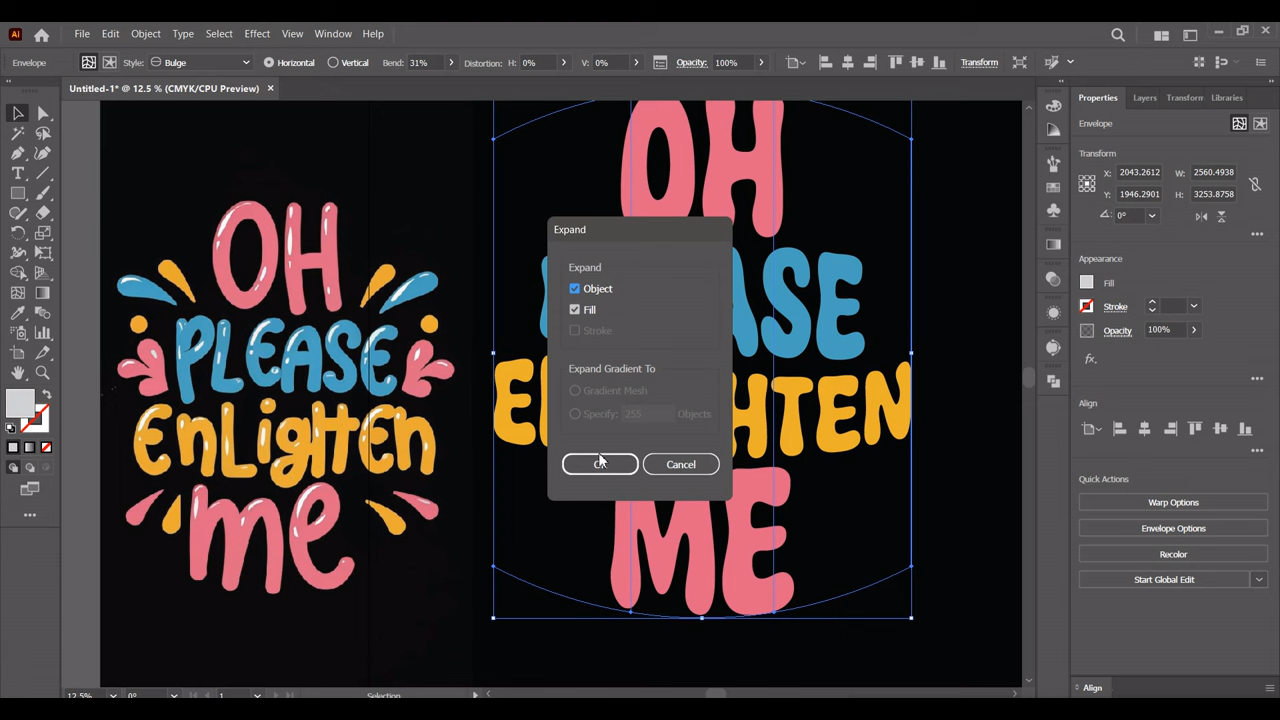 Ai File Edit Object Type Select Effect View Window Help
Envelope Style: Bulge Horizontal Vertical Bend: 31% Distortion: H: 0% V: 0% Opacity: 100% Transform
Untitled-1* @ 12.5 % (CMYK/CPU Preview) ×
OH
PLEASE
EnLighTEn
me
OH
ASE
E HTEN
ME
Expand
Expand
Object
Fill
Stroke
Expand Gradient To
Gradient Mesh
Specify: 255 Objects
Cancel
Properties Layers Transform Libraries
Envelope
Transform
X: 2043.2612 W: 2560.4938
Y: 1946.2901 H: 3253.8758
0°
Appearance
Fill
Stroke
Opacity 100%
fx.
Align
Quick Actions
Warp Options
Envelope Options
Recolor
Start Global Edit
Align
12.5% 0° 1 Selection